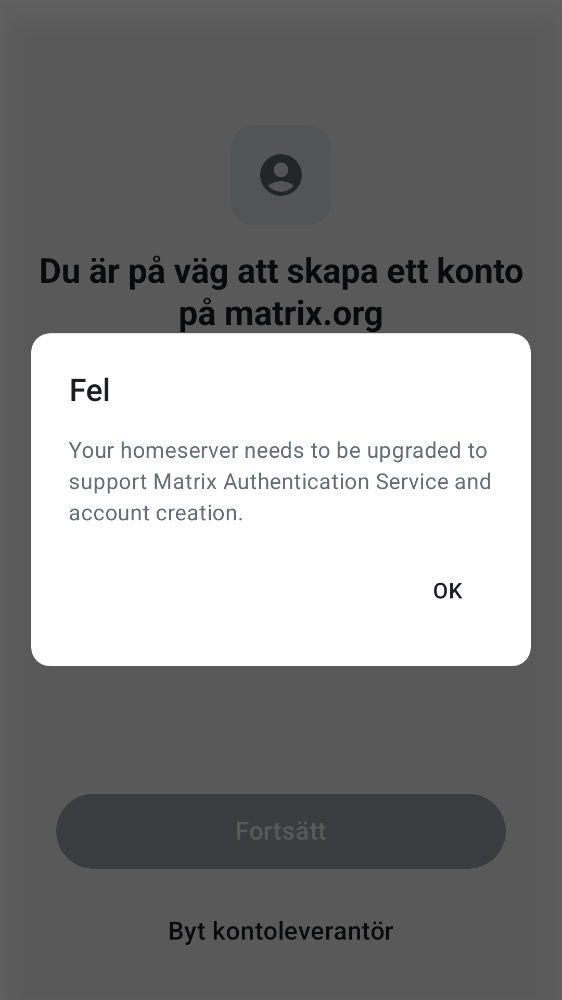 Du är på väg att skapa ett konto
på matrix.org
Fel
Your homeserver needs to be upgraded to
support Matrix Authentication Service and
account creation.
OK
Fortsätt
Byt kontoleverantör